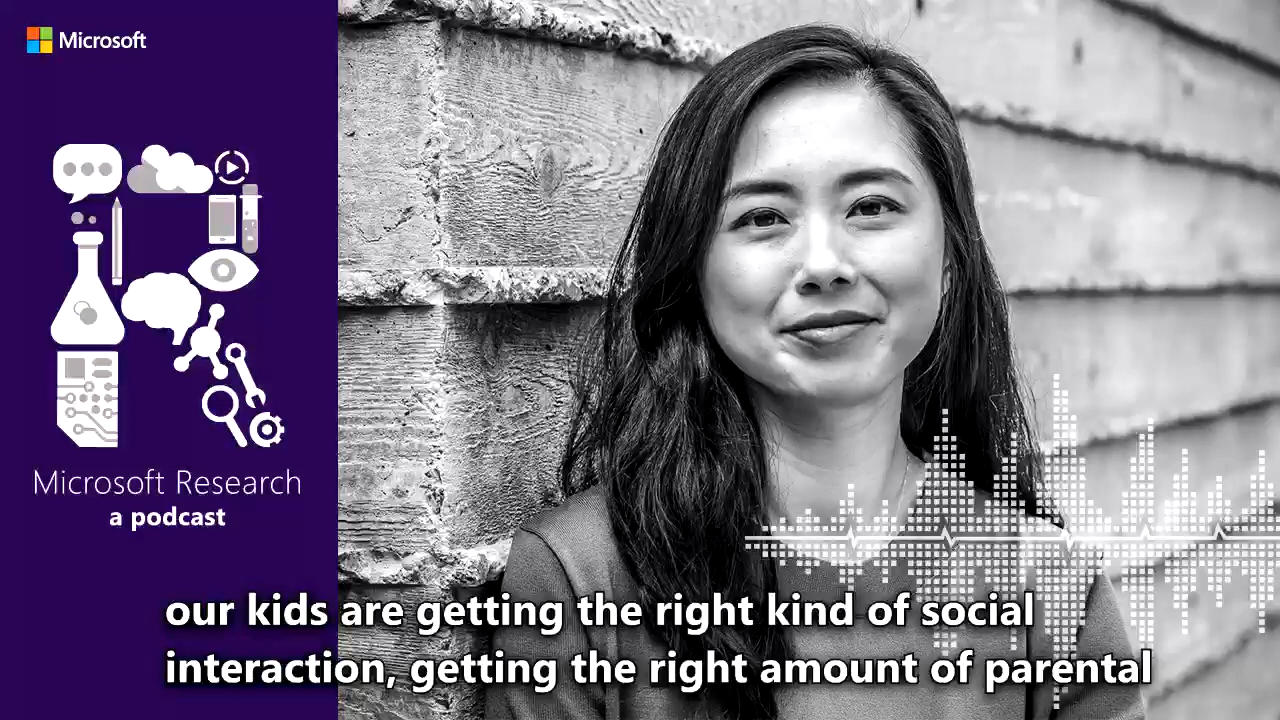 Microsoft
Microsoft Research
a podcast
our kids are getting the right kind of social
interaction, getting the right amount of parental